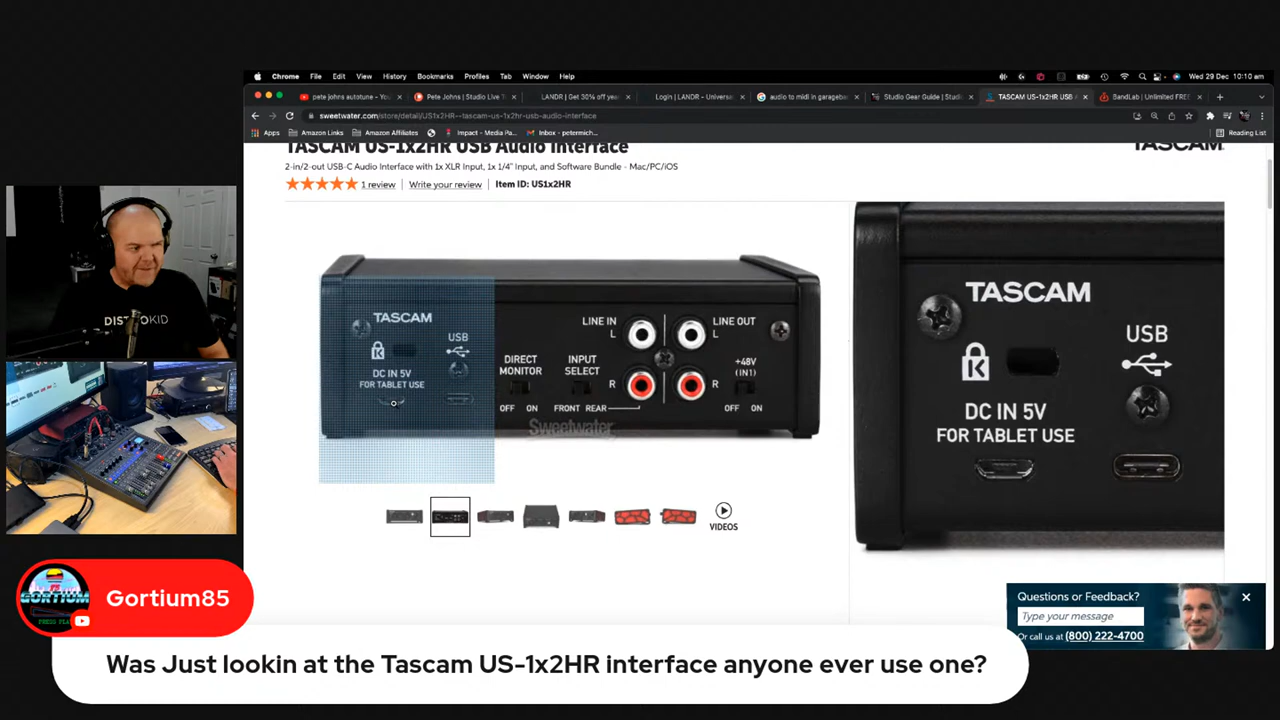 Chrome File Edit View History Bookmarks Profiles Tab Window Help
Wed 29 Dec 10:10 am
pete johns autotune - You
Pete Johns | Studio Live T
LANDR | Get 30% off year
Login | LANDR - Univers
audio to midi in garageb
Studio Gear Guide | Studi
TASCAM US-1x2HR USB A
BandLab | Unlimited FREE
sweetwater.com/store/detail/US1x2HR--tascam-us-1x2hr-usb-audio-interface
Apps Amazon Links Amazon Affiliates Impact - Media Pa... Inbox - petermich...
Reading List
TASCAM US-1x2HR USB Audio Interface
TASCAM
2-in/2-out USB-C Audio Interface with 1x XLR Input, 1x 1/4" Input, and Software Bundle - Mac/PC/iOS
1 review | Write your review | Item ID: US1x2HR
TASCAM
USB
K
DC IN 5V
FOR TABLET USE
DIRECT
MONITOR
OFF ON
INPUT
SELECT
FRONT REAR
LINE IN
L
R
LINE OUT
L
R
+48V
(IN1)
OFF ON
Sweetwater
VIDEOS
TASCAM
USB
K
DC IN 5V
FOR TABLET USE
Questions or Feedback?
Type your message
Or call us at (800) 222-4700
DISTROKID
GORTIUM
PRESS PLAY
Gortium85
Was Just lookin at the Tascam US-1x2HR interface anyone ever use one?